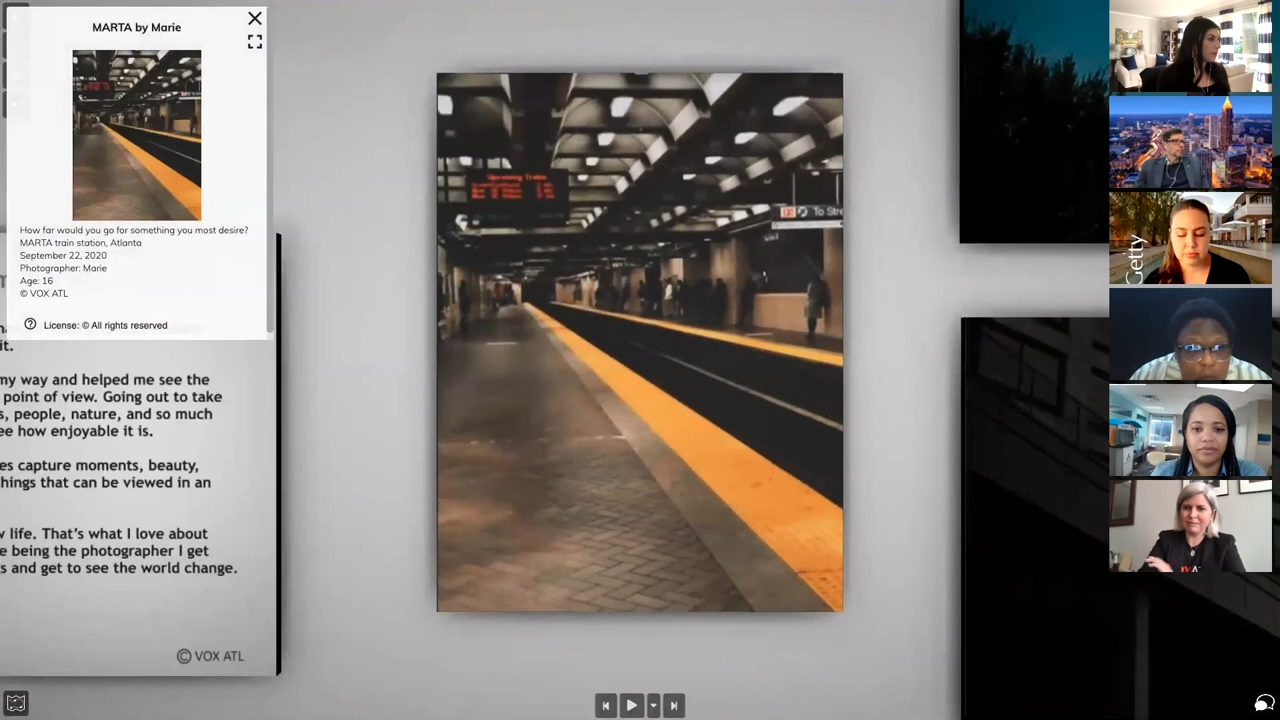 MARTA by Marie
How far would you go for something you most desire?
MARTA train station, Atlanta
September 22, 2020
Photographer: Marie
Age: 16
© VOX ATL
License: © All rights reserved
it.
my way and helped me see the
point of view. Going out to take
s, people, nature, and so much
ee how enjoyable it is.
es capture moments, beauty,
hings that can be viewed in an
w life. That's what I love about
e being the photographer I get
s and get to see the world change.
© VOX ATL
Upcoming Trains
To Stre
Getty